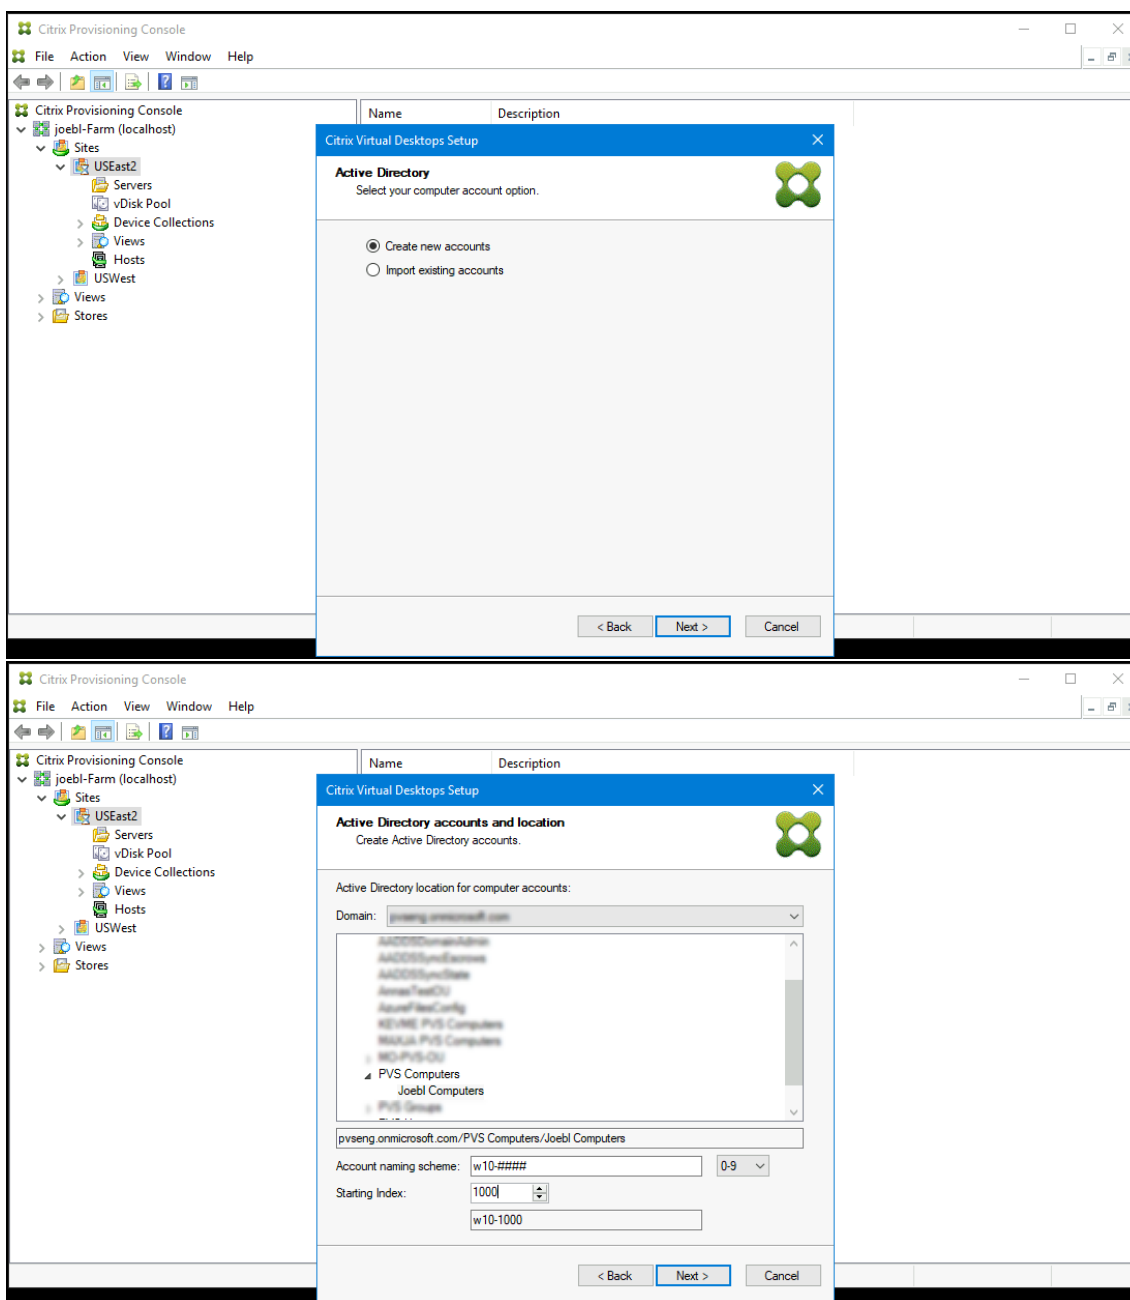 Citrix Provisioning Console
File Action View Window Help
Citrix Provisioning Console
joebl-Farm (localhost)
Sites
USEast2
Servers
vDisk Pool
Device Collections
Views
Hosts
USWest
Views
Stores
Name Description
Citrix Virtual Desktops Setup
Active Directory
Select your computer account option.
Create new accounts
Import existing accounts
< Back Next > Cancel
Citrix Provisioning Console
File Action View Window Help
Citrix Provisioning Console
joebl-Farm (localhost)
Sites
USEast2
Servers
vDisk Pool
Device Collections
Views
Hosts
USWest
Views
Stores
Name Description
Citrix Virtual Desktops Setup
Active Directory accounts and location
Create Active Directory accounts.
Active Directory location for computer accounts:
Domain:
PVS Computers
Joebl Computers
pvseng.onmicrosoft.com/PVS Computers/Joebl Computers
Account naming scheme: w10-#### 0-9
Starting Index: 1000
w10-1000
< Back Next > Cancel